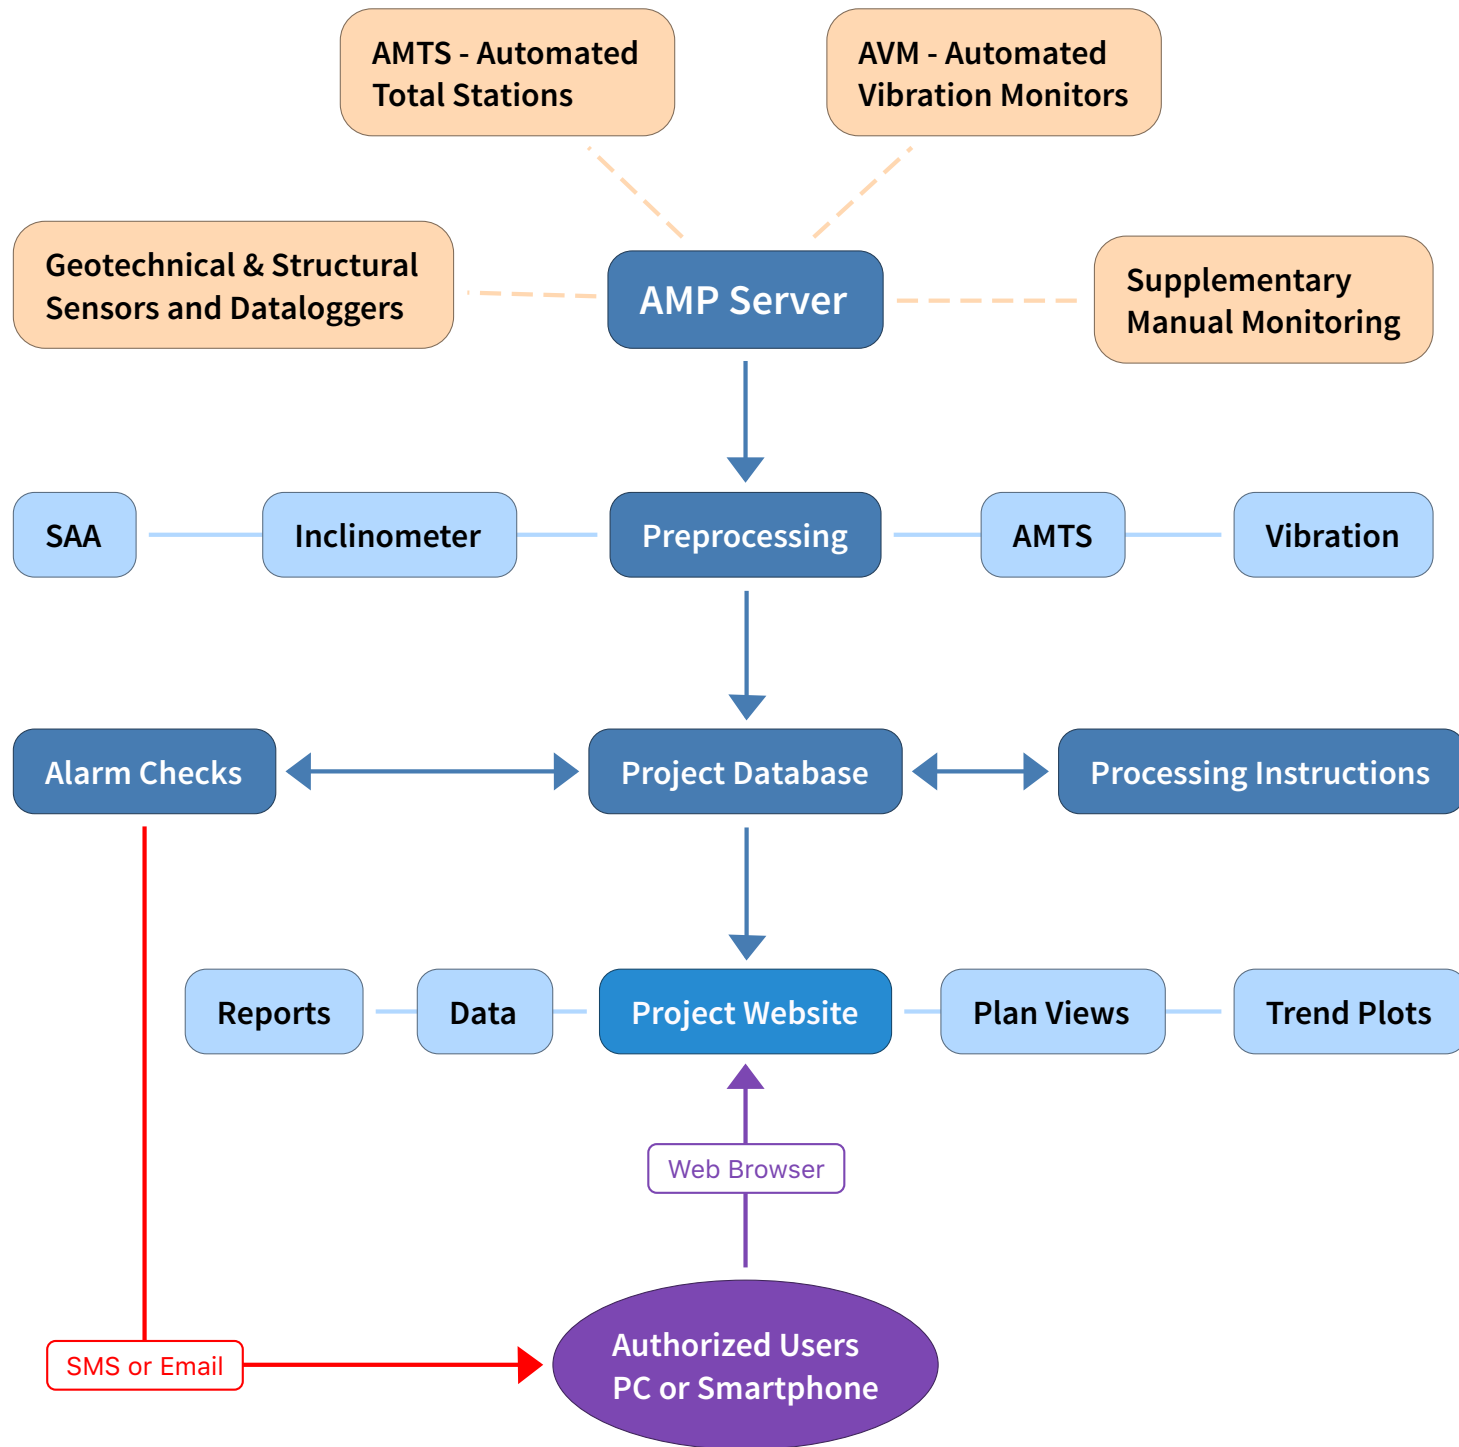 AMTS - Automated
Total Stations
AVM - Automated
Vibration Monitors
Geotechnical & Structural
Sensors and Dataloggers
AMP Server
Supplementary
Manual Monitoring
SAA
Inclinometer
Preprocessing
AMTS
Vibration
Alarm Checks
Project Database
Processing Instructions
Reports
Data
Project Website
Plan Views
Trend Plots
Web Browser
SMS or Email
Authorized Users
PC or Smartphone